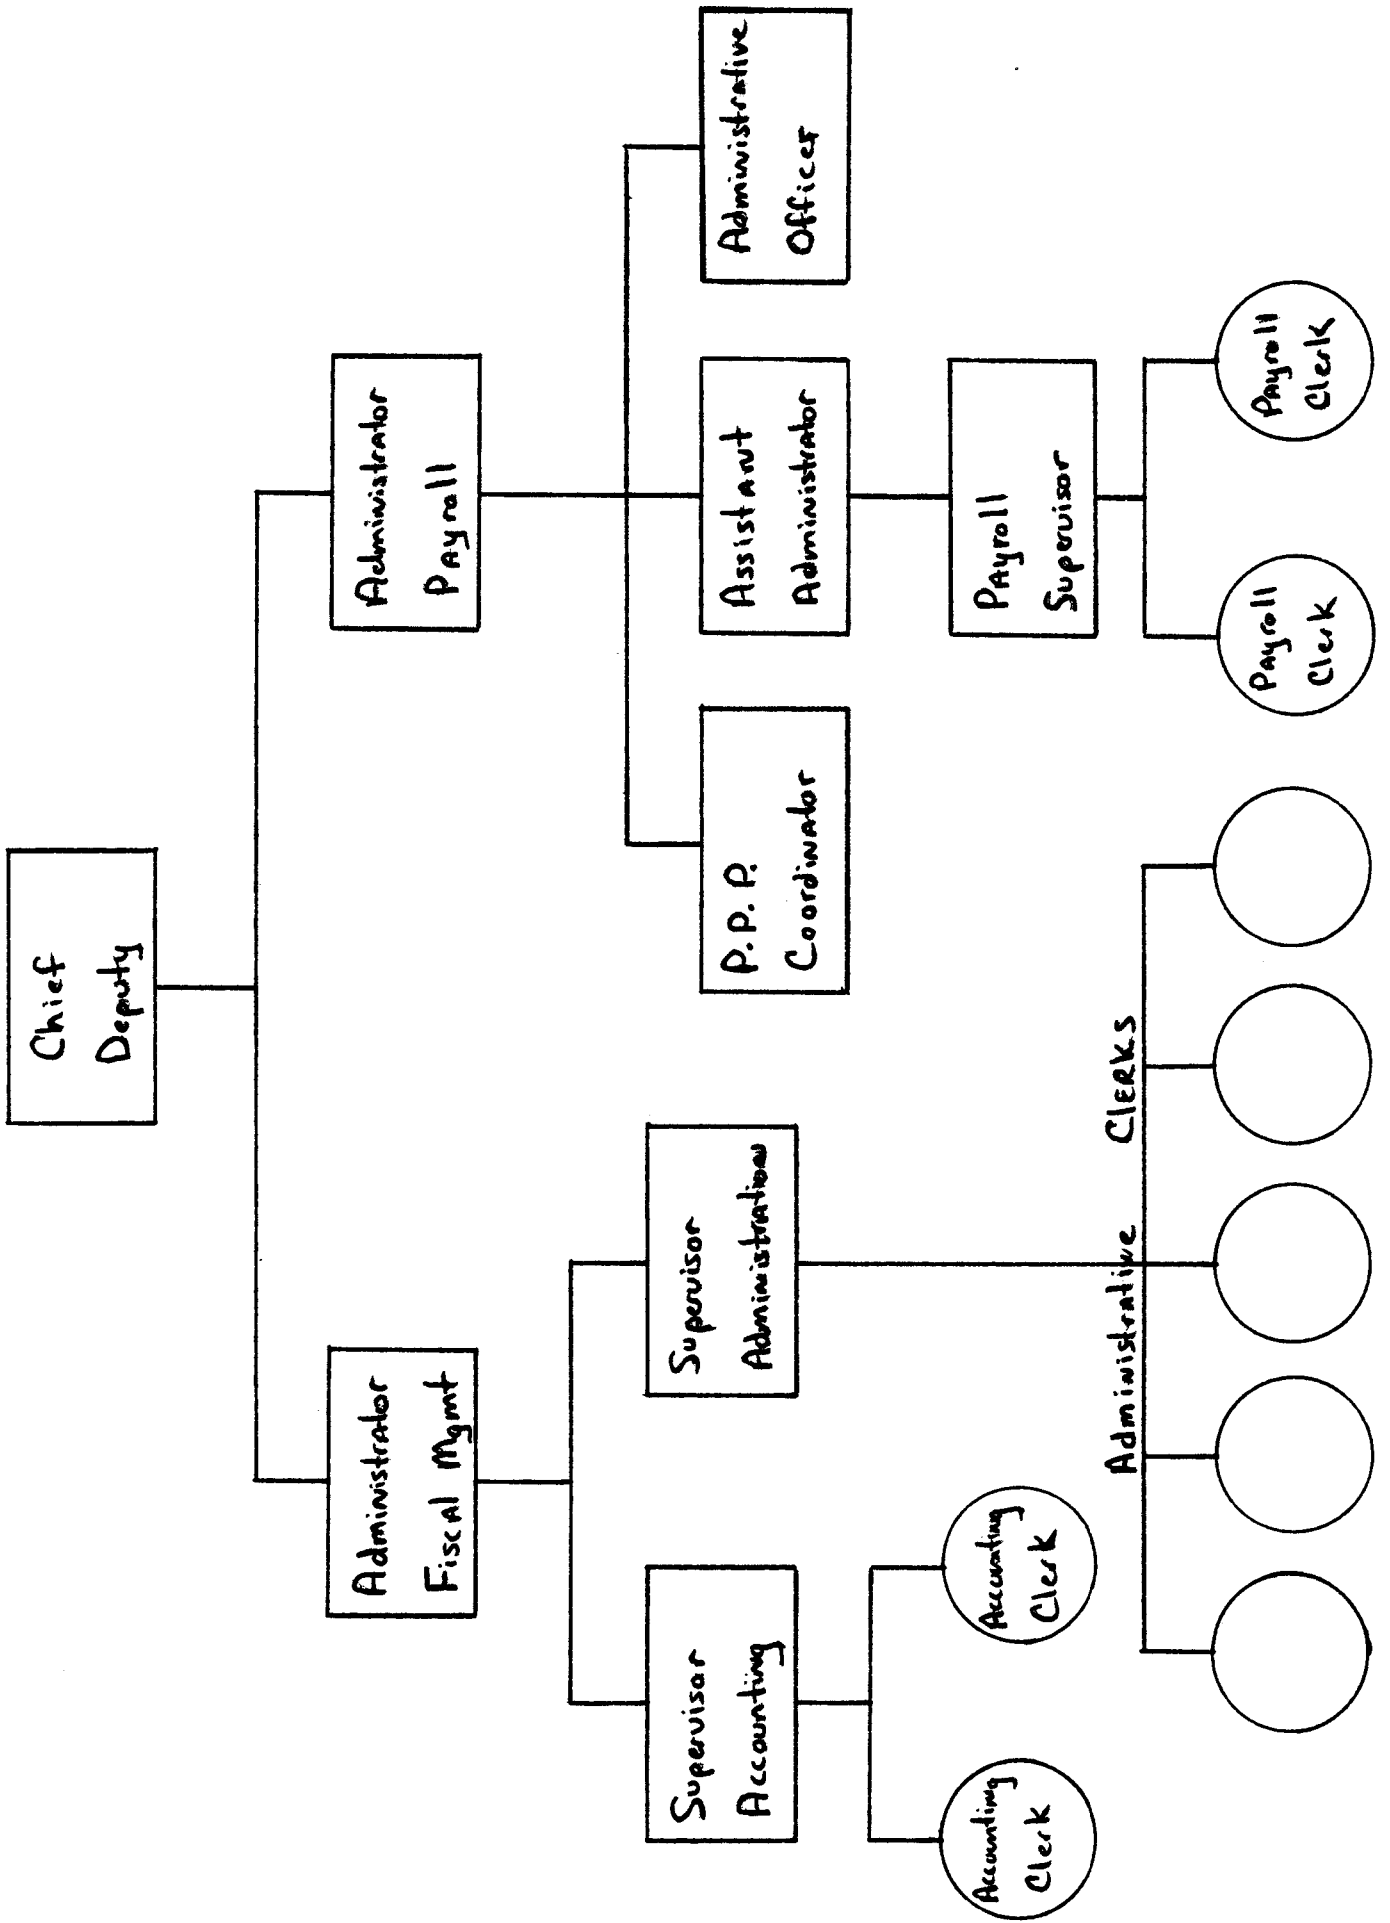 Chief
Deputy
Administrator
Fiscal Mgmt
Administrator
Payroll
Supervisor
Accounting
Supervisor
Administration
P.P.P.
Coordinator
Assistant
Administrator
Administrative
Officer
Accounting
Clerk
Accounting
Clerk
Payroll
Supervisor
Administrative Clerks
Payroll
Clerk
Payroll
Clerk